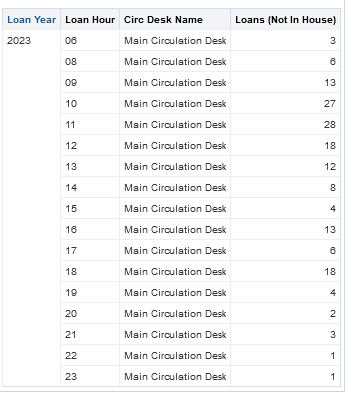 Loan Year Loan Hour Circ Desk Name Loans (Not In House)
2023 06 Main Circulation Desk 3
08 Main Circulation Desk 6
09 Main Circulation Desk 13
10 Main Circulation Desk 27
11 Main Circulation Desk 28
12 Main Circulation Desk 18
13 Main Circulation Desk 12
14 Main Circulation Desk 8
15 Main Circulation Desk 4
16 Main Circulation Desk 13
17 Main Circulation Desk 6
18 Main Circulation Desk 18
19 Main Circulation Desk 4
20 Main Circulation Desk 2
21 Main Circulation Desk 3
22 Main Circulation Desk 1
23 Main Circulation Desk 1